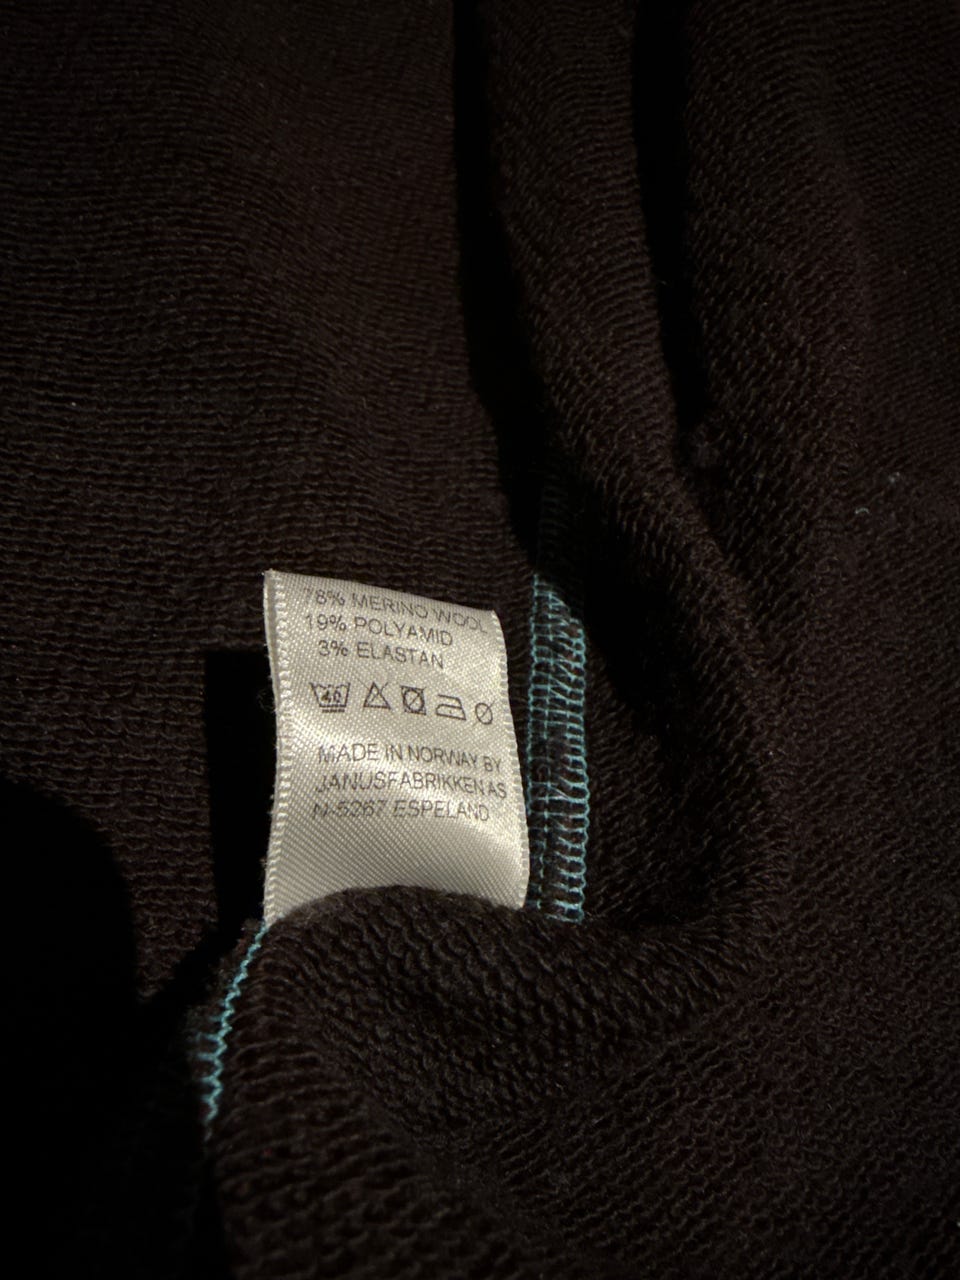 78% MERINO WOOL
19% POLYAMID
3% ELASTAN
40
MADE IN NORWAY BY
JANUSFABRIKKEN AS
N-5267 ESPELAND